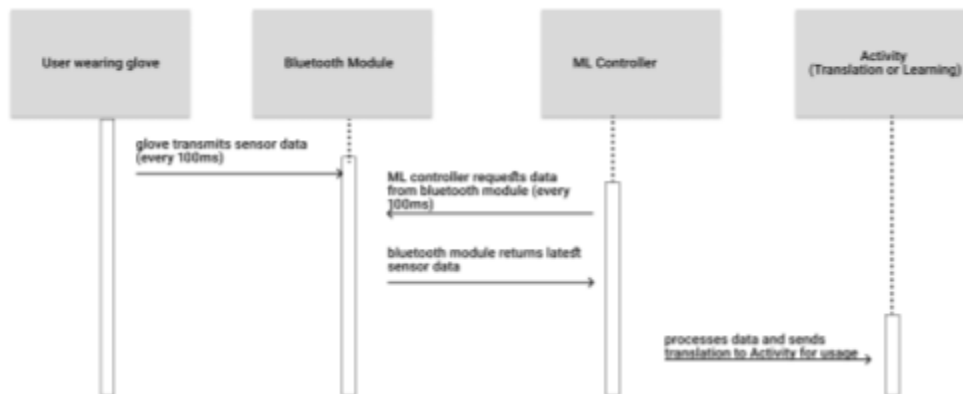 User wearing glove
Bluetooth Module
ML Controller
Activity
(Translation or Learning)
glove transmits sensor data
(every 100ms)
ML controller requests data
from bluetooth module (every
100ms)
bluetooth module returns latest
sensor data
processes data and sends
translation to Activity for usage